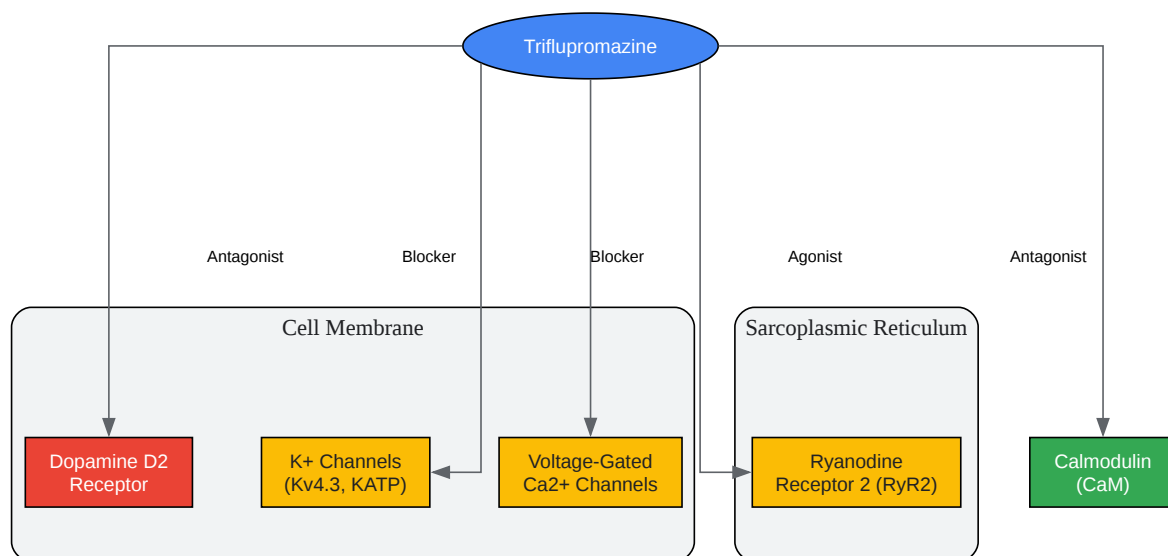 Triflupromazine
Antagonist
Blocker
Blocker
Agonist
Antagonist
Cell Membrane
Sarcoplasmic Reticulum
Dopamine D2
Receptor
K+ Channels
(Kv4.3, KATP)
Voltage-Gated
Ca2+ Channels
Ryanodine
Receptor 2 (RyR2)
Calmodulin
(CaM)